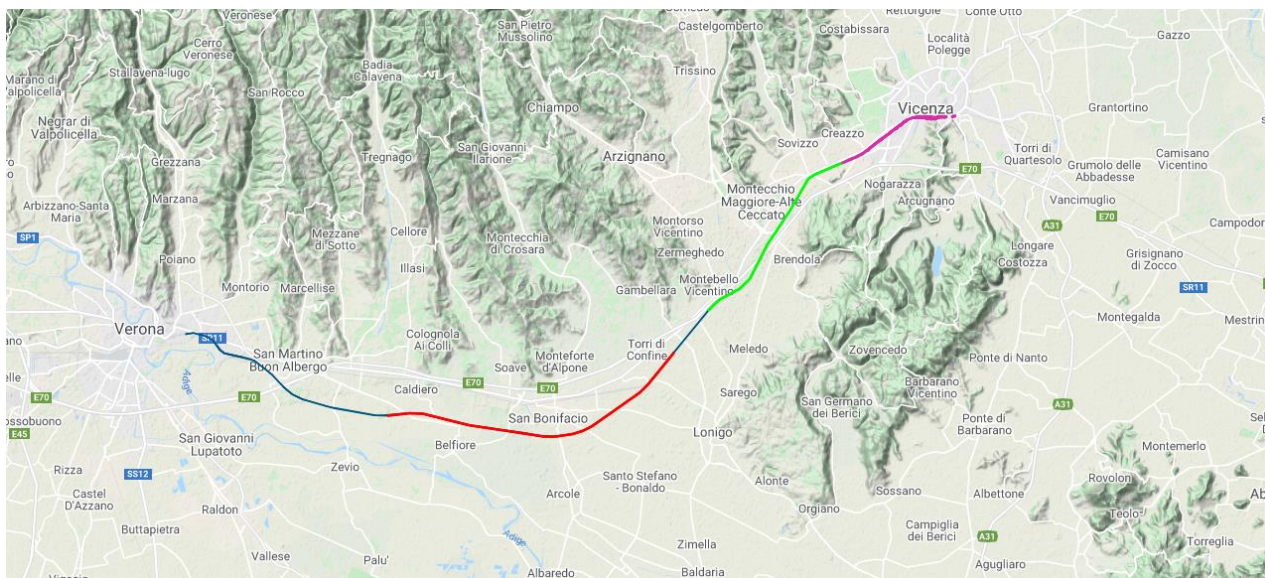 Veronese
San Pietro
Mussolino
Castelgomberto
Costabissara
Rettorgole
Conte Otto
Località
Polegge
Gazzo
Cerro
Veronese
Stallavena-lugo
Marano di
Valpolicella
San Rocco
Badia
Calavena
Trissino
Chiampo
Vicenza
Grantortino
Negrar di
Valpolicella
Grezzana
Tregnago
San Giovanni
Ilarione
Arzignano
Creazzo
Sovizzo
Torri di
Quartesolo
Camisano
Vicentino
Grumolo delle
Abbadesse
E70
Marzana
Arbizzano-Santa
Maria
Montecchio
Maggiore-Alte
Ceccato
Nogarazza
Arcugnano
Vancimuglio
E70
A31
Campodor
SP1
Mezzane
di Sotto
Cellore
Montorso
Vicentino
Montecchia
di Crosara
Zermeghedo
Longare
Costozza
Grisignano
di Zocco
Poiano
Illasi
Brendola
Montorio
Marcellise
Gambellara
Montebello
Vicentino
SR11
Verona
SP11
Colognola
Ai Colli
Montegalda
Mestrin
San Martino
Buon Albergo
Torri di
Confine
Monteforte
d'Alpone
Soave
Meledo
Zovencedo
Ponte di Nanto
Adige
E70
Caldiero
E70
E70
Sarego
Barbarano
Vicentino
E70
San Germano
dei Berici
A31
ossobuono
E45
San Bonifacio
Ponte di
Barbarano
Lonigo
San Giovanni
Lupatoto
Belfiore
Montemerlo
Rizza
SS12
Zevio
Santo Stefano
- Bonaldo
Alonte
Sossano
Albettone
Rovolon
Castel
D'Azzano
Raldon
Arcole
Orgiano
Teolo
Buttapietra
Adige
Campiglia
dei Berici
A31
Torreglia
Vallese
Palu'
Zimella
Albaredo
Baldaria
Agugliaro